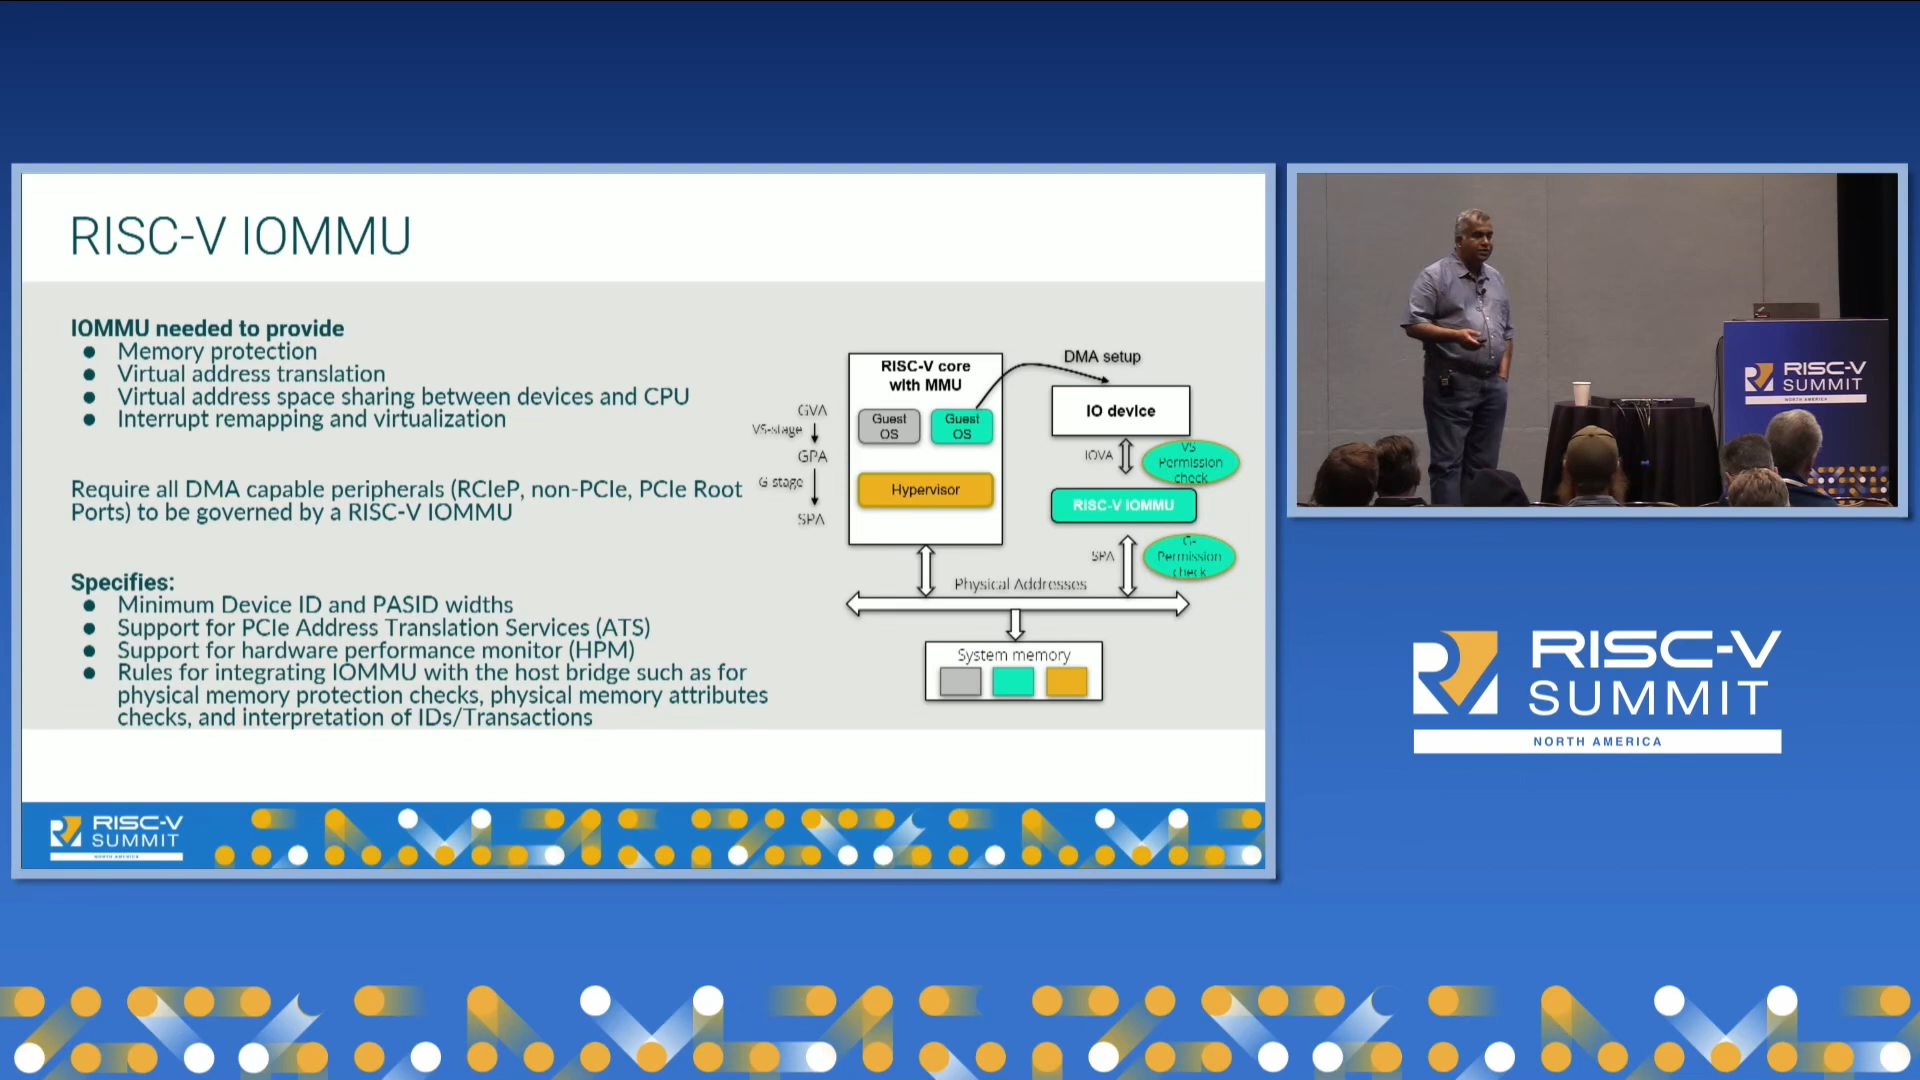 RISC-V IOMMU
IOMMU needed to provide
● Memory protection
● Virtual address translation
● Virtual address space sharing between devices and CPU
● Interrupt remapping and virtualization
Require all DMA capable peripherals (RCIeP, non-PCIe, PCIe Root
Ports) to be governed by a RISC-V IOMMU
Specifies:
● Minimum Device ID and PASID widths
● Support for PCIe Address Translation Services (ATS)
● Support for hardware performance monitor (HPM)
● Rules for integrating IOMMU with the host bridge such as for
physical memory protection checks, physical memory attributes
checks, and interpretation of IDs/Transactions
GVA
VS-stage
GPA
G stage
SPA
RISC-V core
with MMU
Guest
OS
Guest
OS
Hypervisor
DMA setup
IO device
IOVA
VS
Permission
check
RISC-V IOMMU
SPA
G-
Permission
check
Physical Addresses
System memory
RISC-V
SUMMIT
NORTH AMERICA
RISC-V
SUMMIT
NORTH AMERICA
RISC-V
SUMMIT
NORTH AMERICA